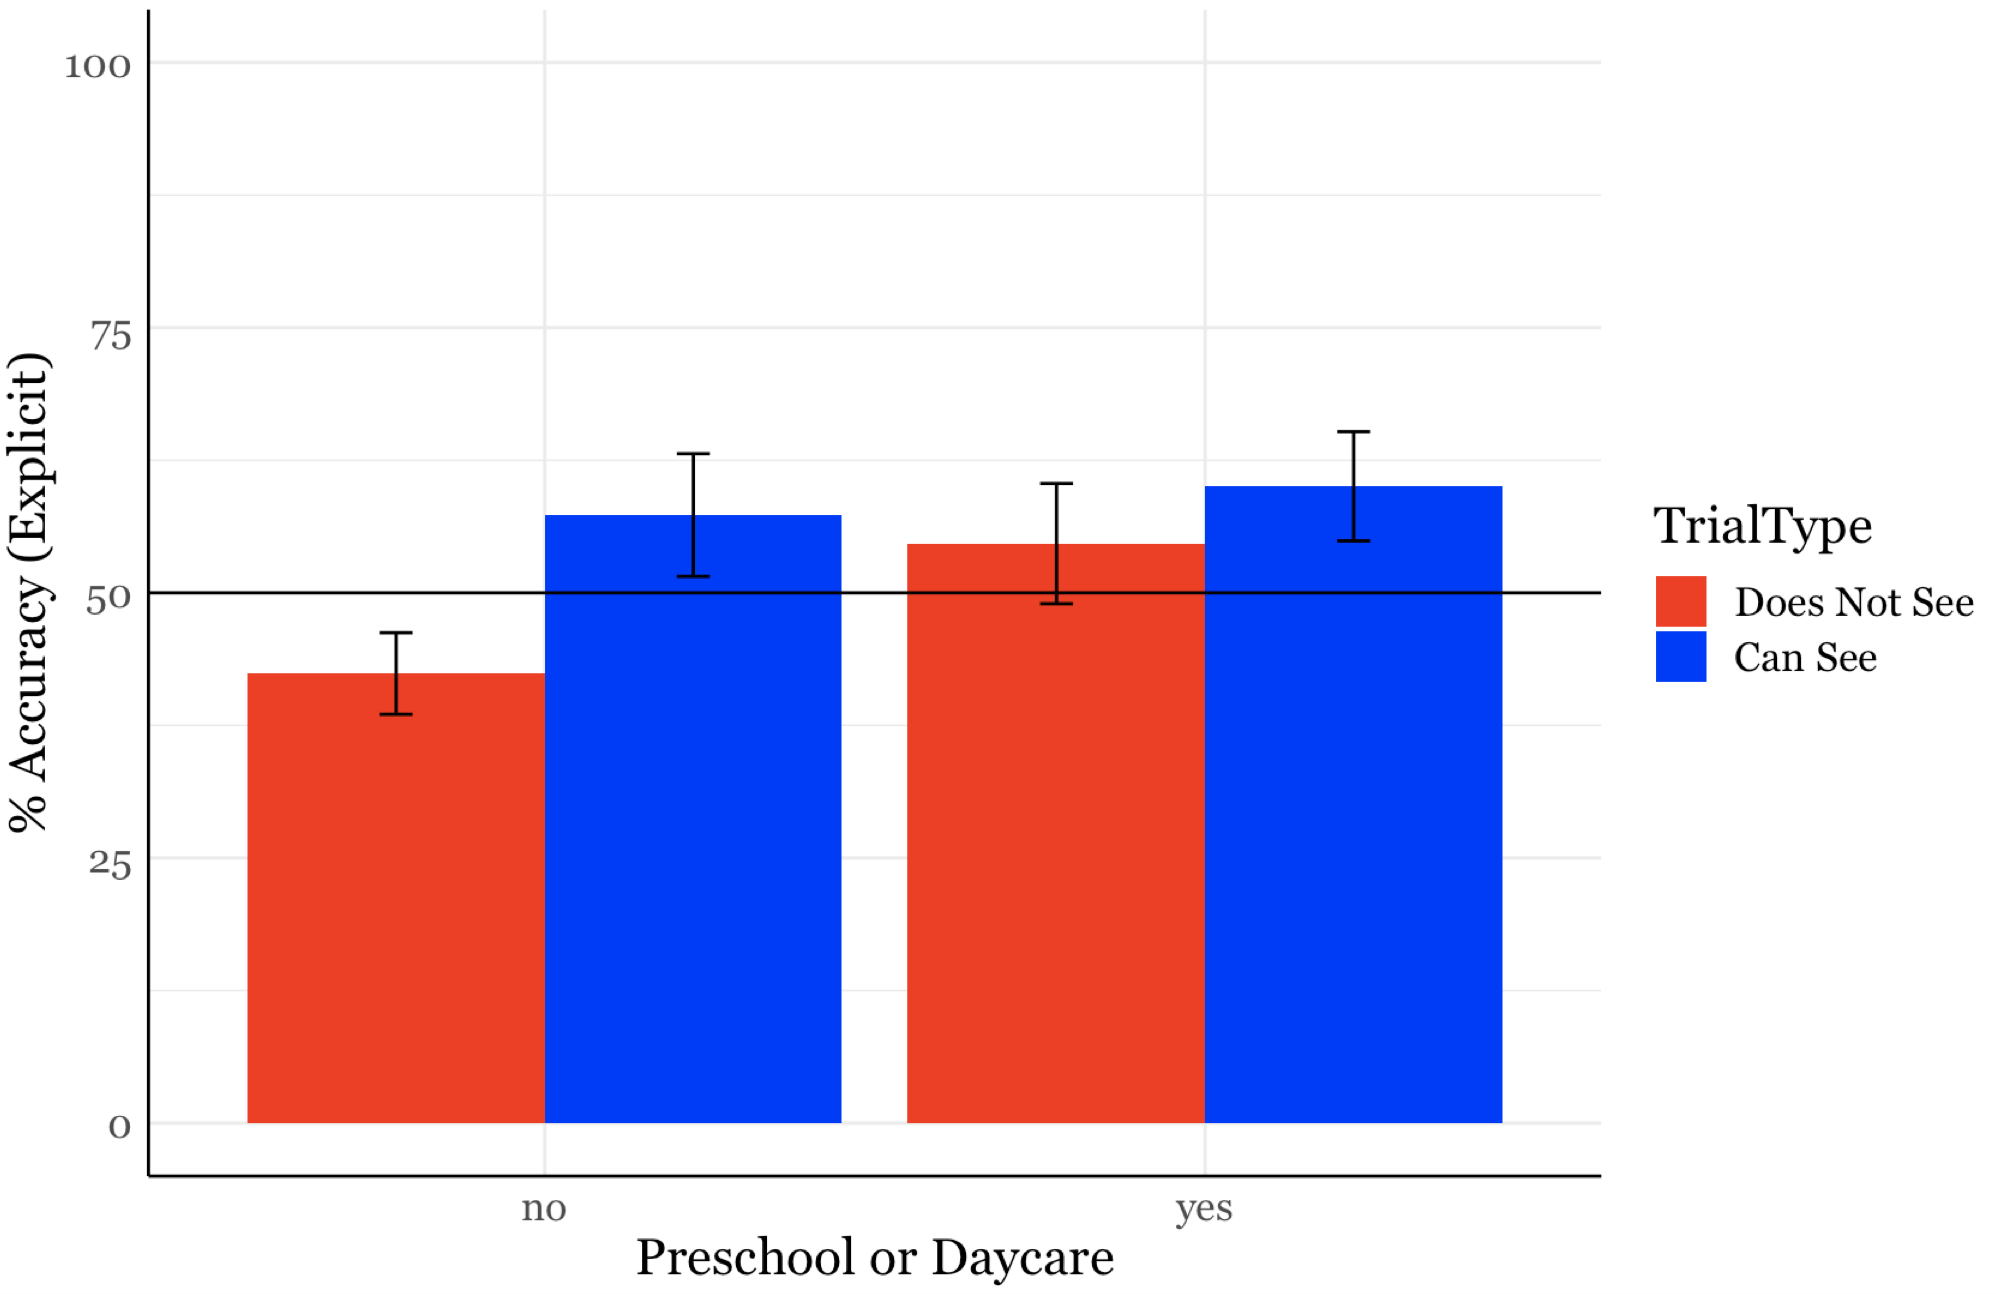 % Accuracy (Explicit)
100
75
50
25
0
no
yes
Preschool or Daycare
TrialType
Does Not See
Can See